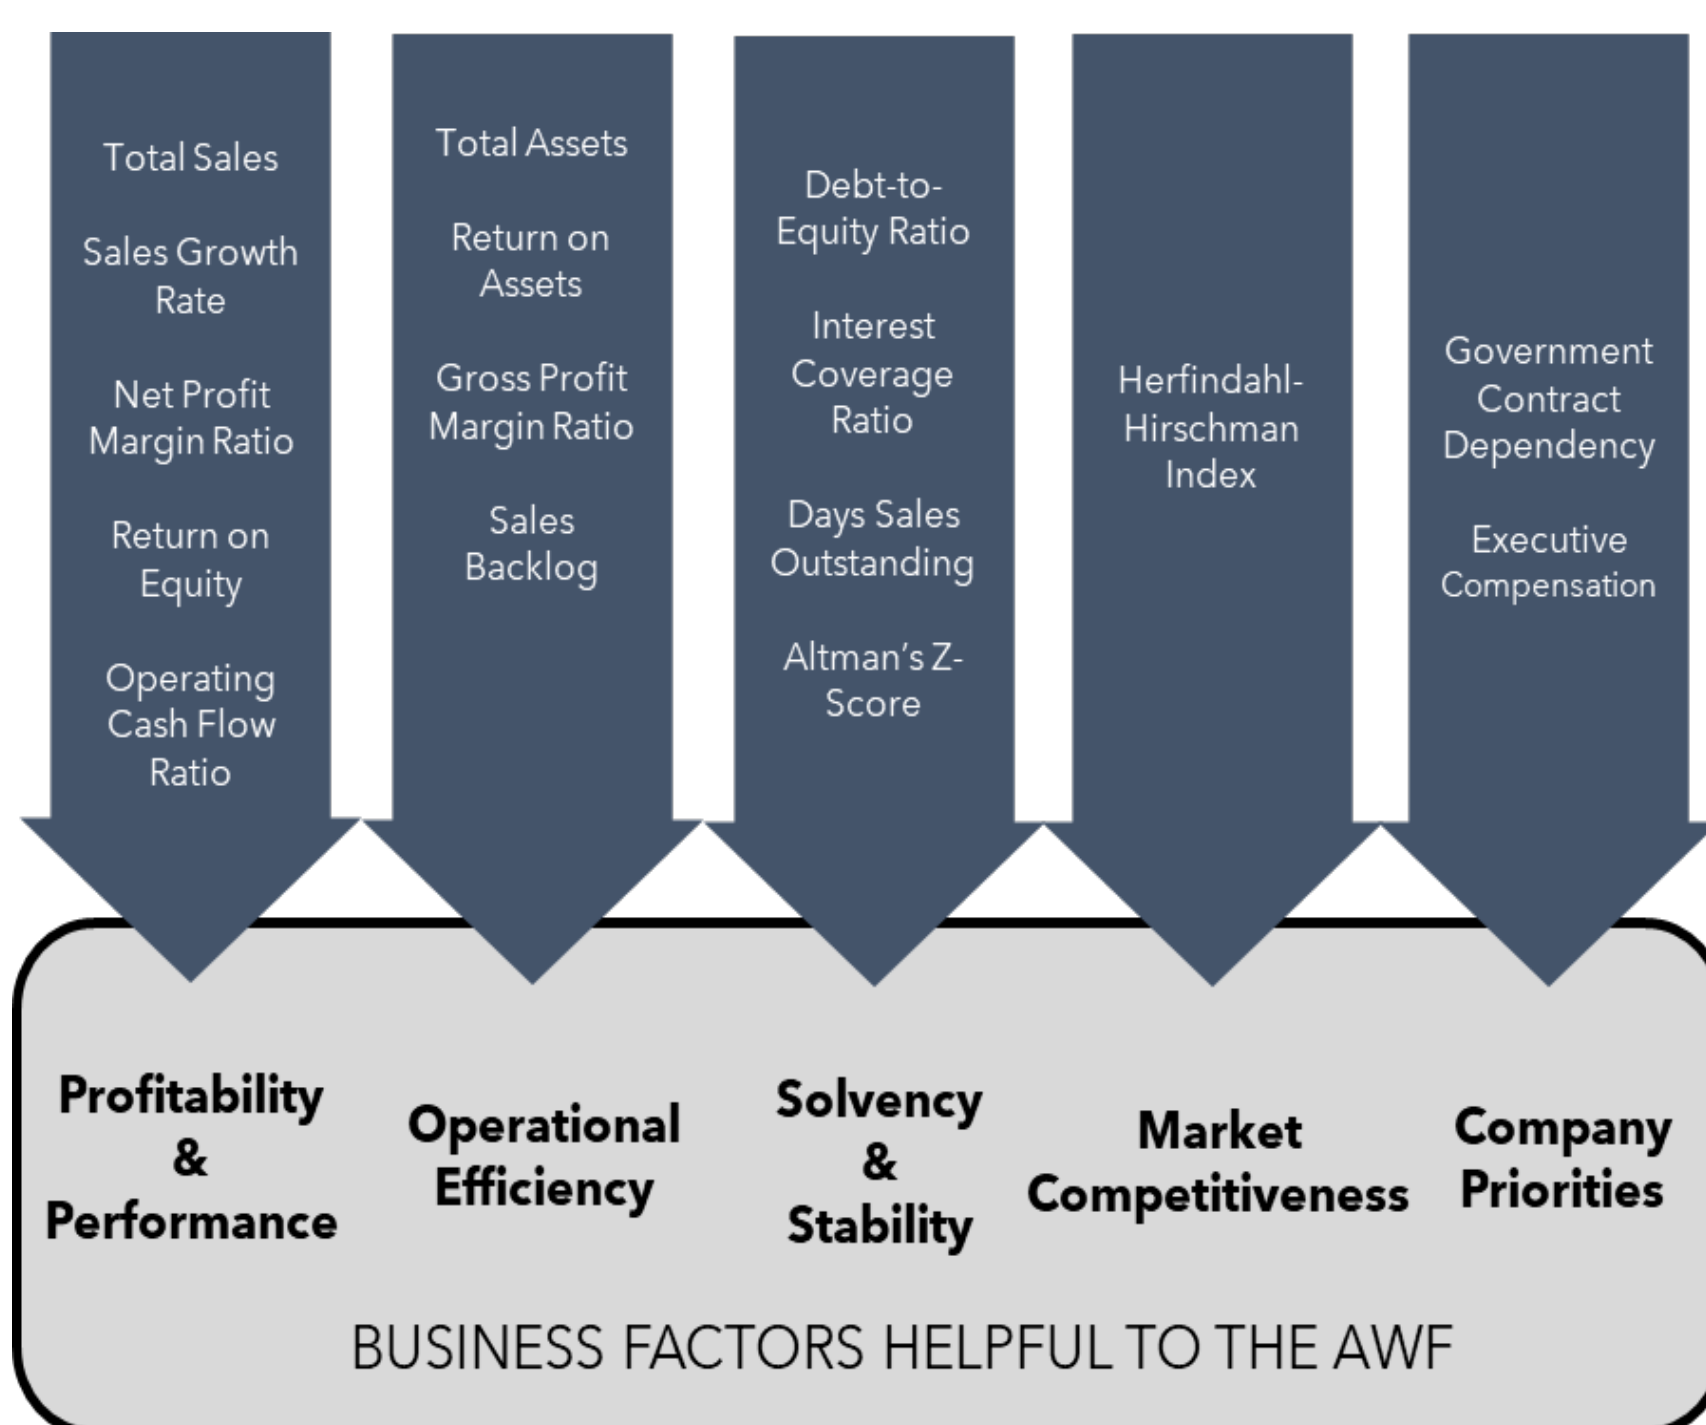 Total Sales
Sales Growth
Rate
Net Profit
Margin Ratio
Return on
Equity
Operating
Cash Flow
Ratio
Total Assets
Return on
Assets
Gross Profit
Margin Ratio
Sales
Backlog
Debt-to-
Equity Ratio
Interest
Coverage
Ratio
Days Sales
Outstanding
Altman’s Z-
Score
Herfindahl-
Hirschman
Index
Government
Contract
Dependency
Executive
Compensation
Profitability
&
Performance
Operational
Efficiency
Solvency
&
Stability
Market
Competitiveness
Company
Priorities
BUSINESS FACTORS HELPFUL TO THE AWF